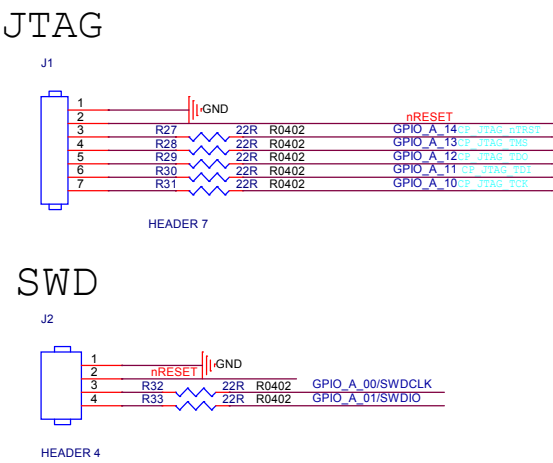 JTAG
J1
1
GND
2 nRESET
3 R27 22R R0402 GPIO_A_14 CP_JTAG_nTRST
4 R28 22R R0402 GPIO_A_13 CP_JTAG_TMS
5 R29 22R R0402 GPIO_A_12 CP_JTAG_TDO
6 R30 22R R0402 GPIO_A_11 CP_JTAG_TDI
7 R31 22R R0402 GPIO_A_10 CP_JTAG_TCK
HEADER 7
SWD
J2
1
GND
2 nRESET
3 R32 22R R0402 GPIO_A_00/SWDCLK
4 R33 22R R0402 GPIO_A_01/SWDIO
HEADER 4